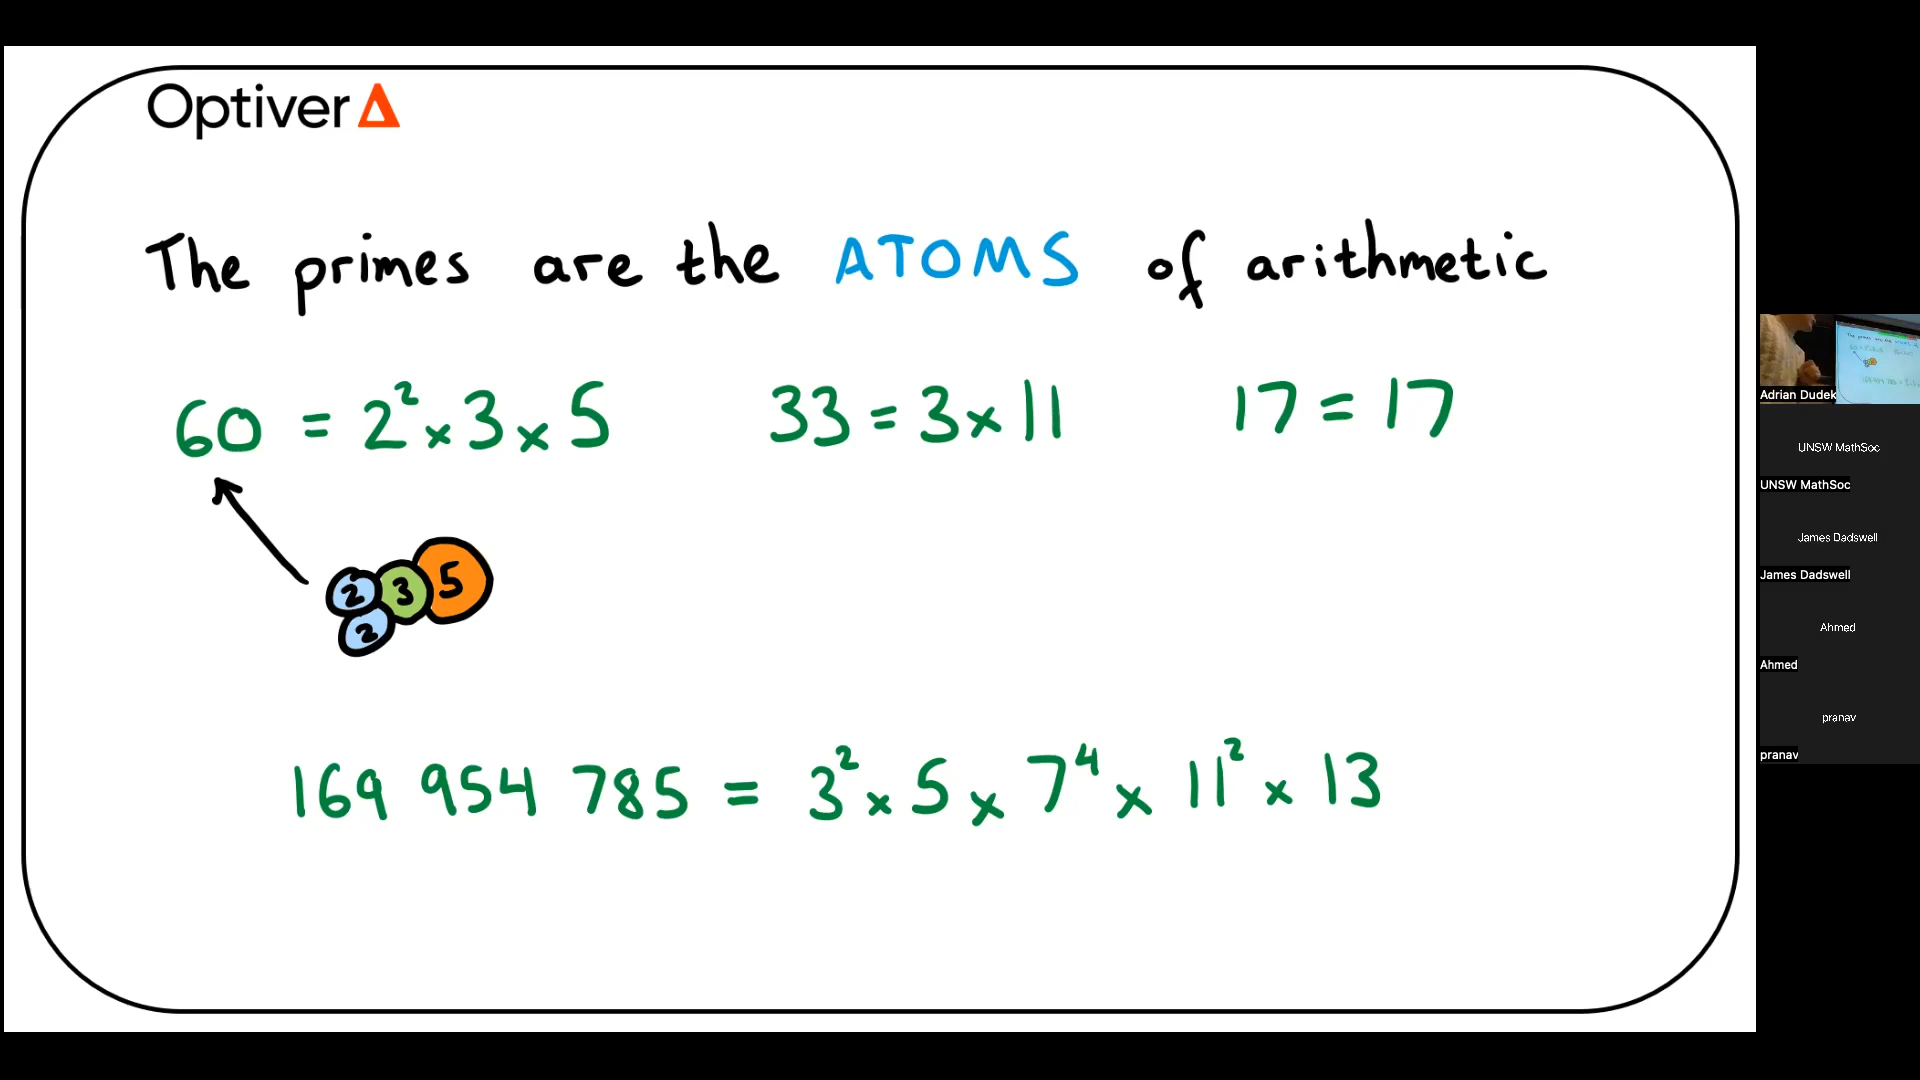 Optiver
The primes are the ATOMS of arithmetic
60 = 2² × 3 × 5
33 = 3 × 11
17 = 17
2 3 5
2
169 954 785 = 3² × 5 × 7⁴ × 11² × 13
Adrian Dudek
UNSW MathSoc
UNSW MathSoc
James Dadswell
James Dadswell
Ahmed
Ahmed
pranav
pranav